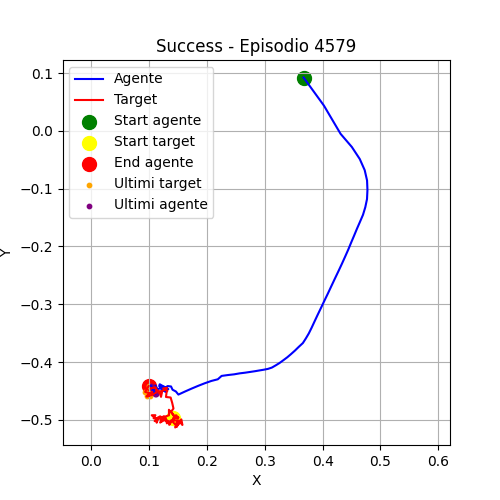 Success - Episodio 4579
Agente
Target
Start agente
Start target
End agente
Ultimi target
Ultimi agente
0.1
0.0
−0.1
−0.2
−0.3
−0.4
−0.5
Y
0.0 0.1 0.2 0.3 0.4 0.5 0.6
X